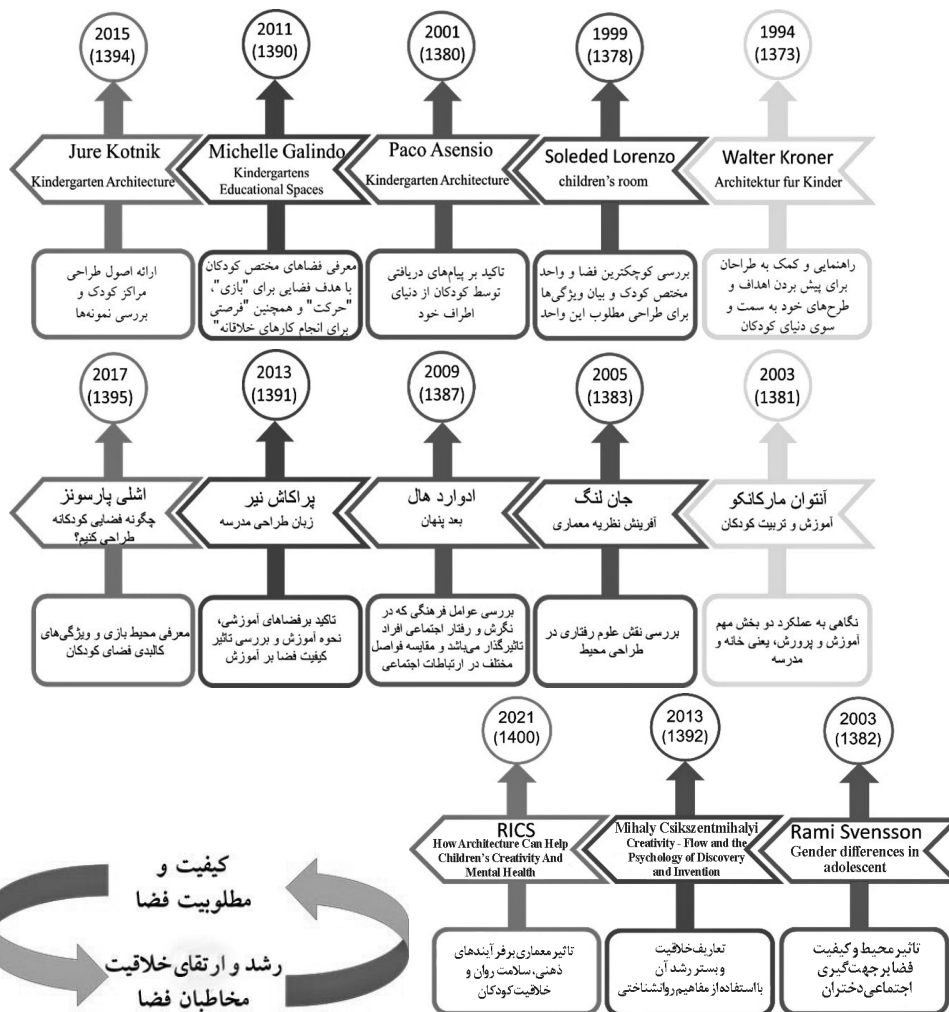 1994
(1373)
Walter Kroner
Architektur fur Kinder
راهنمایی و کمک به طراحان
برای پیش بردن اهداف و
طرح‌های خود به سمت و
سوی دنیای کودکان
1999
(1378)
Soleded Lorenzo
children's room
بررسی کوچکترین فضا و واحد
مختص کودک و بیان ویژگی‌ها
برای طراحی مطلوب این واحد
2001
(1380)
Paco Asensio
Kindergarten Architecture
تاکید بر پیام‌های دریافتی
توسط کودکان از دنیای
اطراف خود
2011
(1390)
Michelle Galindo
Kindergartens
Educational Spaces
معرفی فضاهای مختص کودکان
با هدف فضایی برای "بازی"،
"حرکت" و همچنین "فرصتی
برای انجام کارهای خلاقانه"
2015
(1394)
Jure Kotnik
Kindergarten Architecture
ارائه اصول طراحی
مراکز کودک و
بررسی نمونه‌ها
2003
(1381)
آنتوان مارکانکو
آموزش و تربیت کودکان
نگاهی به عملکرد دو بخش مهم
آموزش و پرورش، یعنی خانه و
مدرسه
2005
(1383)
جان لنگ
آفرینش نظریه معماری
بررسی نقش علوم رفتاری در
طراحی محیط
2009
(1387)
ادوارد هال
بعد پنهان
بررسی عوامل فرهنگی که در
نگرش و رفتار اجتماعی افراد
تاثیرگذار می‌باشد و مقایسه فواصل
مختلف در ارتباطات اجتماعی
2013
(1391)
پراکاش نیر
زبان طراحی مدرسه
تاکید برفضاهای آموزشی،
نحوه آموزش و بررسی تاثیر
کیفیت فضا بر آموزش
2017
(1395)
اشلی پارسونز
چگونه فضایی کودکانه
طراحی کنیم؟
معرفی محیط بازی و ویژگی‌های
کالبدی فضای کودکان
2003
(1382)
Rami Svensson
Gender differences in
adolescent
تاثیر محیط و کیفیت
فضا بر جهت‌گیری
اجتماعی دختران
2013
(1392)
Mihaly Csikszentmihalyi
Creativity - Flow and the
Psychology of Discovery
and Invention
تعاریف خلاقیت
و بستر رشد آن
با استفاده از مفاهیم روانشناختی
2021
(1400)
RICS
How Architecture Can Help
Children's Creativity And
Mental Health
تاثیر معماری بر فرآیندهای
ذهنی، سلامت روان و
خلاقیت کودکان
کیفیت و
مطلوبیت فضا
رشد و ارتقای خلاقیت
مخاطبان فضا